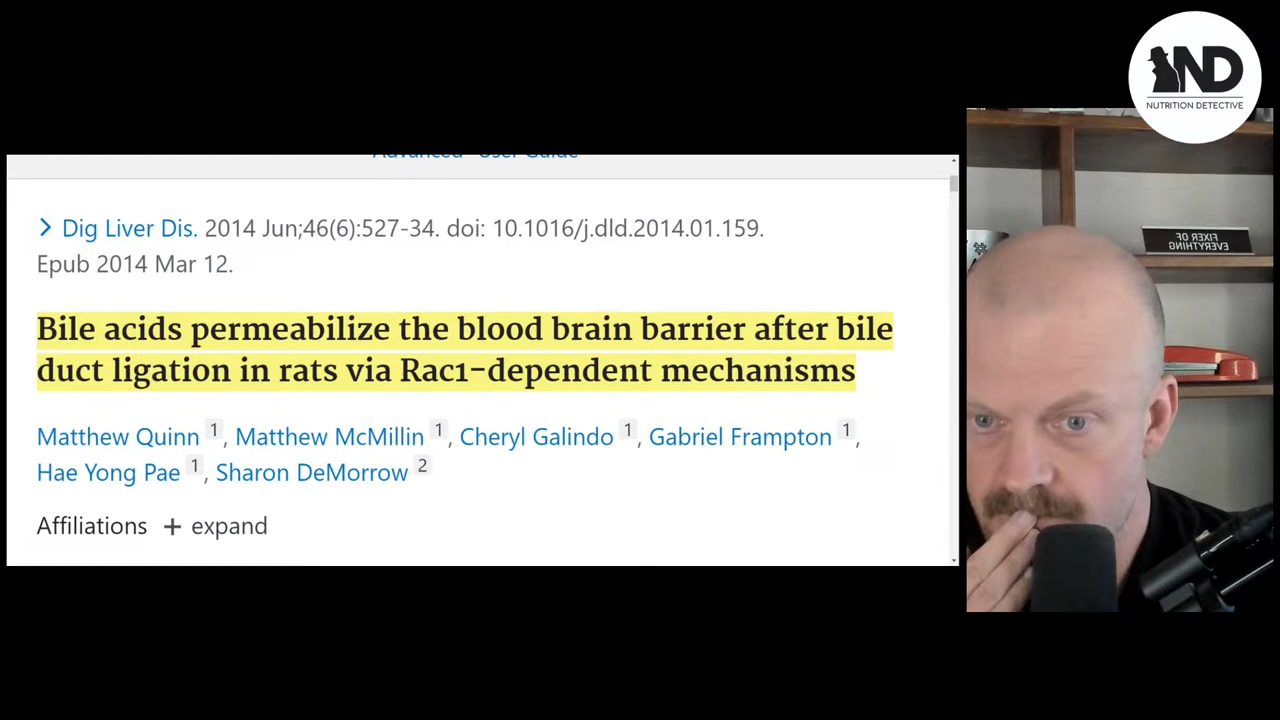 ND
NUTRITION DETECTIVE
Advanced User Guide
Dig Liver Dis. 2014 Jun;46(6):527-34. doi: 10.1016/j.dld.2014.01.159.
Epub 2014 Mar 12.
Bile acids permeabilize the blood brain barrier after bile
duct ligation in rats via Rac1-dependent mechanisms
Matthew Quinn 1, Matthew McMillin 1, Cheryl Galindo 1, Gabriel Frampton 1,
Hae Yong Pae 1, Sharon DeMorrow 2
Affiliations + expand
FIXER OF
EVERYTHING